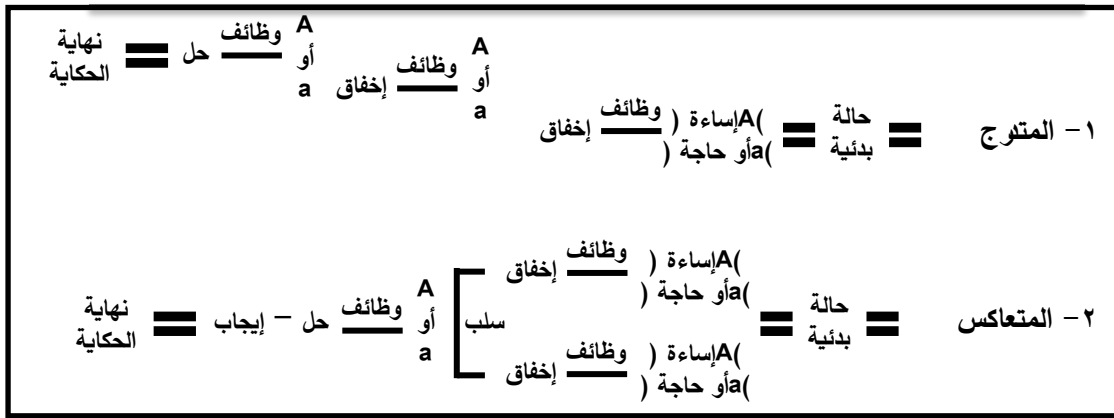 ١- المتدرج
حالة
بدئية
A(إساءة ) وظائف إخفاق
a(أو حاجة )
A
أو وظائف إخفاق
a
A
أو وظائف حل
a
نهاية
الحكاية
٢- المتعاكس
حالة
بدئية
A(إساءة ) وظائف إخفاق
a(أو حاجة )
سلب
A(إساءة ) وظائف إخفاق
a(أو حاجة )
A
أو وظائف حل – إيجاب
a
نهاية
الحكاية